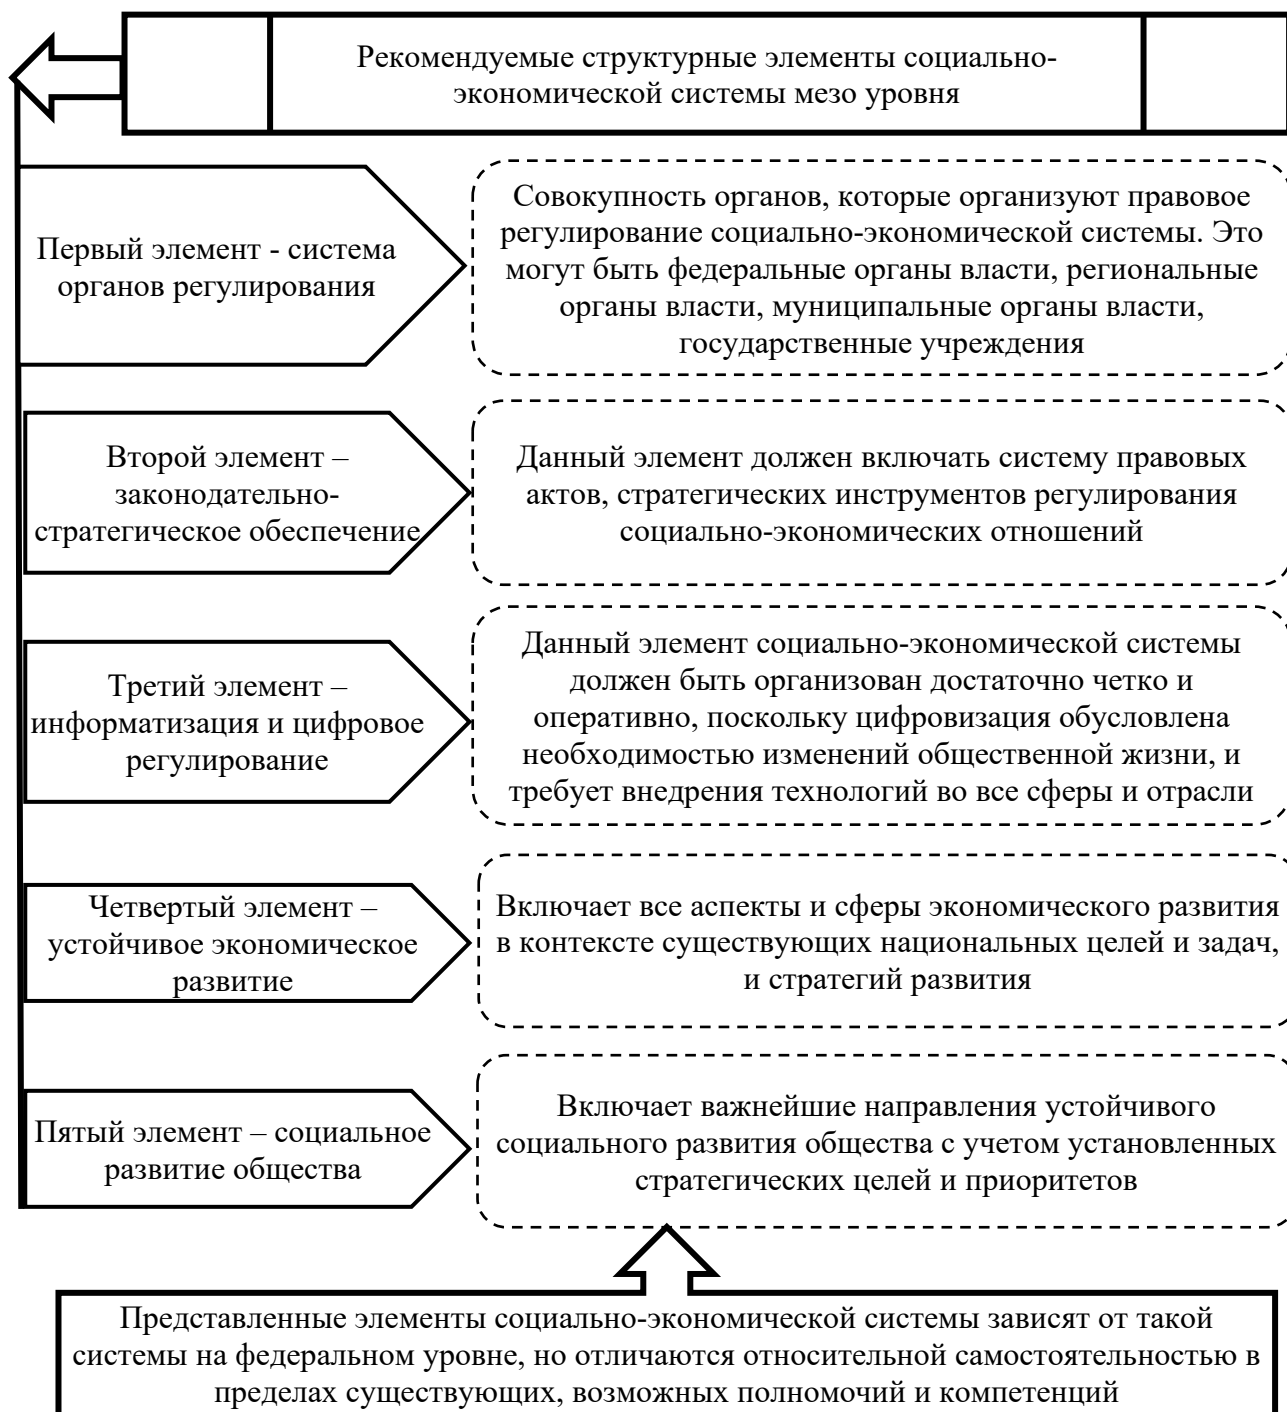 Рекомендуемые структурные элементы социально-
экономической системы мезо уровня
Первый элемент - система
органов регулирования
Совокупность органов, которые организуют правовое
регулирование социально-экономической системы. Это
могут быть федеральные органы власти, региональные
органы власти, муниципальные органы власти,
государственные учреждения
Второй элемент –
законодательно-
стратегическое обеспечение
Данный элемент должен включать систему правовых
актов, стратегических инструментов регулирования
социально-экономических отношений
Третий элемент –
информатизация и цифровое
регулирование
Данный элемент социально-экономической системы
должен быть организован достаточно четко и
оперативно, поскольку цифровизация обусловлена
необходимостью изменений общественной жизни, и
требует внедрения технологий во все сферы и отрасли
Четвертый элемент –
устойчивое экономическое
развитие
Включает все аспекты и сферы экономического развития
в контексте существующих национальных целей и задач,
и стратегий развития
Пятый элемент – социальное
развитие общества
Включает важнейшие направления устойчивого
социального развития общества с учетом установленных
стратегических целей и приоритетов
Представленные элементы социально-экономической системы зависят от такой
системы на федеральном уровне, но отличаются относительной самостоятельностью в
пределах существующих, возможных полномочий и компетенций